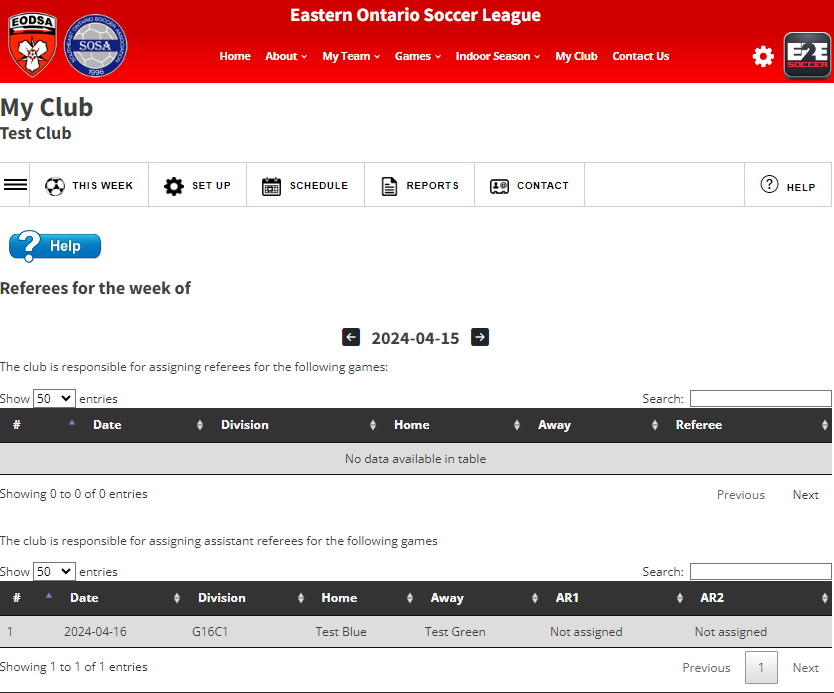 Eastern Ontario Soccer League
EODSA
SOSA
SOUTHEAST ONTARIO SOCCER ASSOCIATION
1996
Home About My Team Games Indoor Season My Club Contact Us
E2E
SOCCER
My Club
Test Club
THIS WEEK SET UP SCHEDULE REPORTS CONTACT ? HELP
? Help
Referees for the week of
2024-04-15
The club is responsible for assigning referees for the following games:
Show 50 entries Search:
# Date Division Home Away Referee
No data available in table
Showing 0 to 0 of 0 entries Previous Next
The club is responsible for assigning assistant referees for the following games
Show 50 entries Search:
# Date Division Home Away AR1 AR2
1 2024-04-16 G16C1 Test Blue Test Green Not assigned Not assigned
Showing 1 to 1 of 1 entries Previous 1 Next